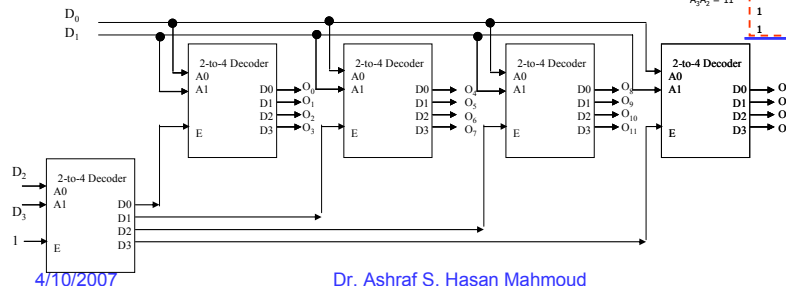 A₃A₂ = 11
1
1
D₀
D₁
2-to-4 Decoder
A0
A1
E
D0
D1
D2
D3
O₀
O₁
O₂
O₃
2-to-4 Decoder
A0
A1
E
D0
D1
D2
D3
O₄
O₅
O₆
O₇
2-to-4 Decoder
A0
A1
E
D0
D1
D2
D3
O₈
O₉
O₁₀
O₁₁
2-to-4 Decoder
A0
A1
E
D0
D1
D2
D3
O
O
O
O
D₂
D₃
1
2-to-4 Decoder
A0
A1
E
D0
D1
D2
D3
4/10/2007
Dr. Ashraf S. Hasan Mahmoud